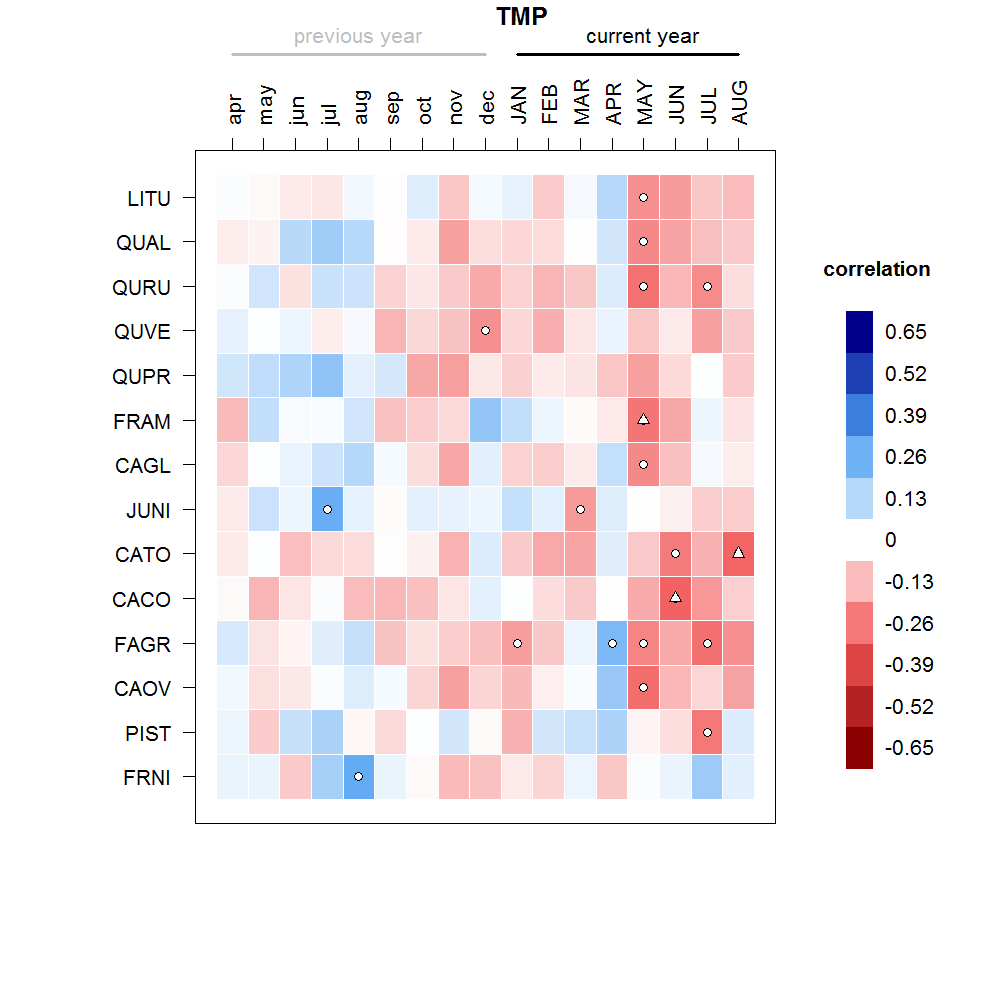 TMP
previous year current year
apr may jun jul aug sep oct nov dec JAN FEB MAR APR MAY JUN JUL AUG
LITU
QUAL
QURU
QUVE
QUPR
FRAM
CAGL
JUNI
CATO
CACO
FAGR
CAOV
PIST
FRNI
correlation
0.65
0.52
0.39
0.26
0.13
0
-0.13
-0.26
-0.39
-0.52
-0.65